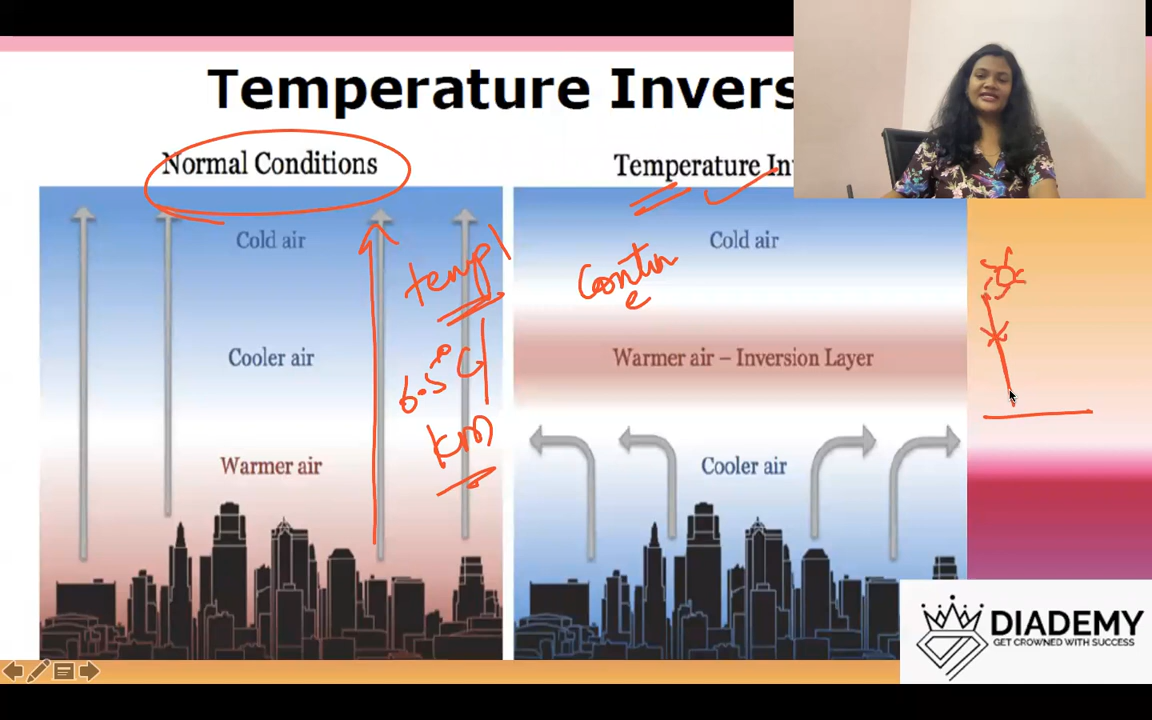 Temperature Invers
Normal Conditions
Temperature In
Cold air
Cold air
temp
Cooler air
6.5°C/
km
Warmer air – Inversion Layer
Warmer air
Cooler air
DIADEMY
GET CROWNED WITH SUCCESS